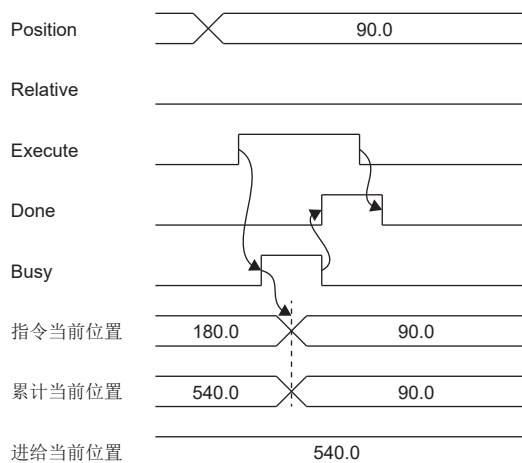 Position 90.0
Relative
Execute
Done
Busy
指令当前位置 180.0 90.0
累计当前位置 540.0 90.0
进给当前位置 540.0